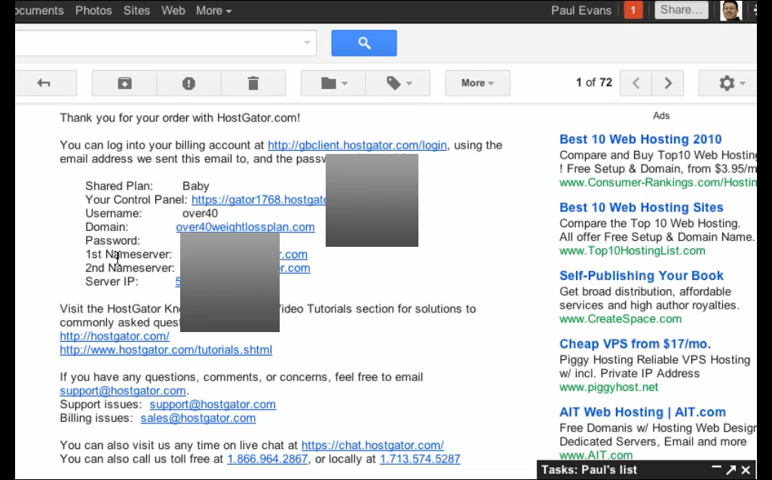 ocuments Photos Sites Web More
Paul Evans 1 Share...
More 1 of 72
Thank you for your order with HostGator.com!
You can log into your billing account at http://gbclient.hostgator.com/login, using the
email address we sent this email to, and the passw
Shared Plan: Baby
Your Control Panel: https://gator1768.hostgat
Username: over40
Domain: over40weightlossplan.com
Password:
1st Nameserver: r.com
2nd Nameserver: r.com
Server IP: 5
Visit the HostGator Kn ideo Tutorials section for solutions to
commonly asked quest
http://hostgator.com/
http://www.hostgator.com/tutorials.shtml
If you have any questions, comments, or concerns, feel free to email
support@hostgator.com.
Support issues: support@hostgator.com
Billing issues: sales@hostgator.com
You can also visit us any time on live chat at https://chat.hostgator.com/
You can also call us toll free at 1.866.964.2867, or locally at 1.713.574.5287
Ads
Best 10 Web Hosting 2010
Compare and Buy Top10 Web Hosting
! Free Setup & Domain, from $3.95/m
www.Consumer-Rankings.com/Hostin
Best 10 Web Hosting Sites
Compare the Top 10 Web Hosting.
All offer Free Setup & Domain Name.
www.Top10HostingList.com
Self-Publishing Your Book
Get broad distribution, affordable
services and high author royalties.
www.CreateSpace.com
Cheap VPS from $17/mo.
Piggy Hosting Reliable VPS Hosting
w/ incl. Private IP Address
www.piggyhost.net
AIT Web Hosting | AIT.com
Free Domanis w/ Hosting Web Design
Dedicated Servers, Email and more
www.AIT.com
Tasks: Paul's list